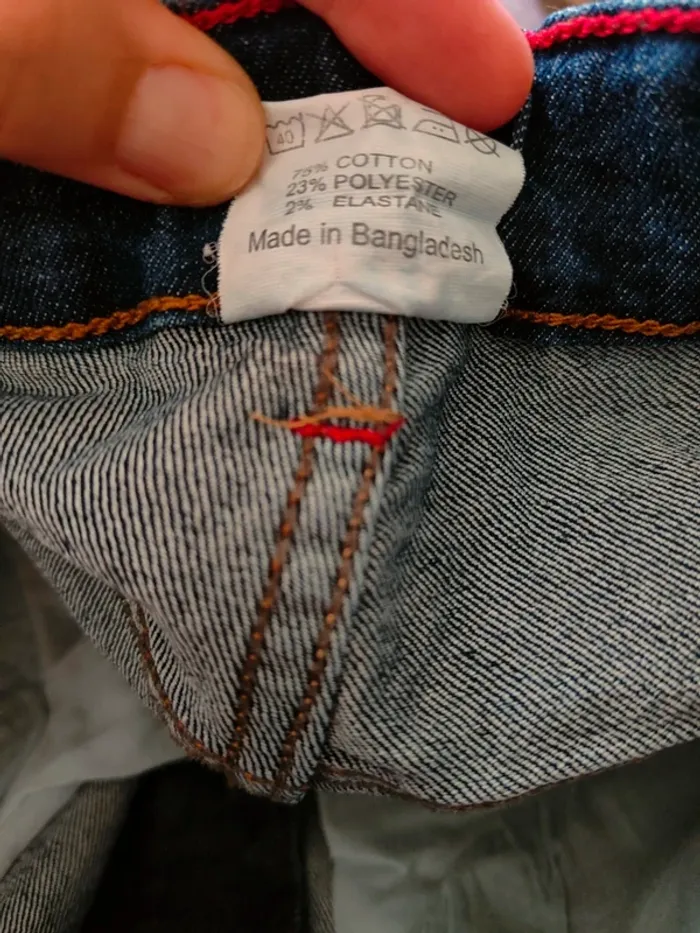 40
75% COTTON
23% POLYESTER
2% ELASTANE
Made in Bangladesh